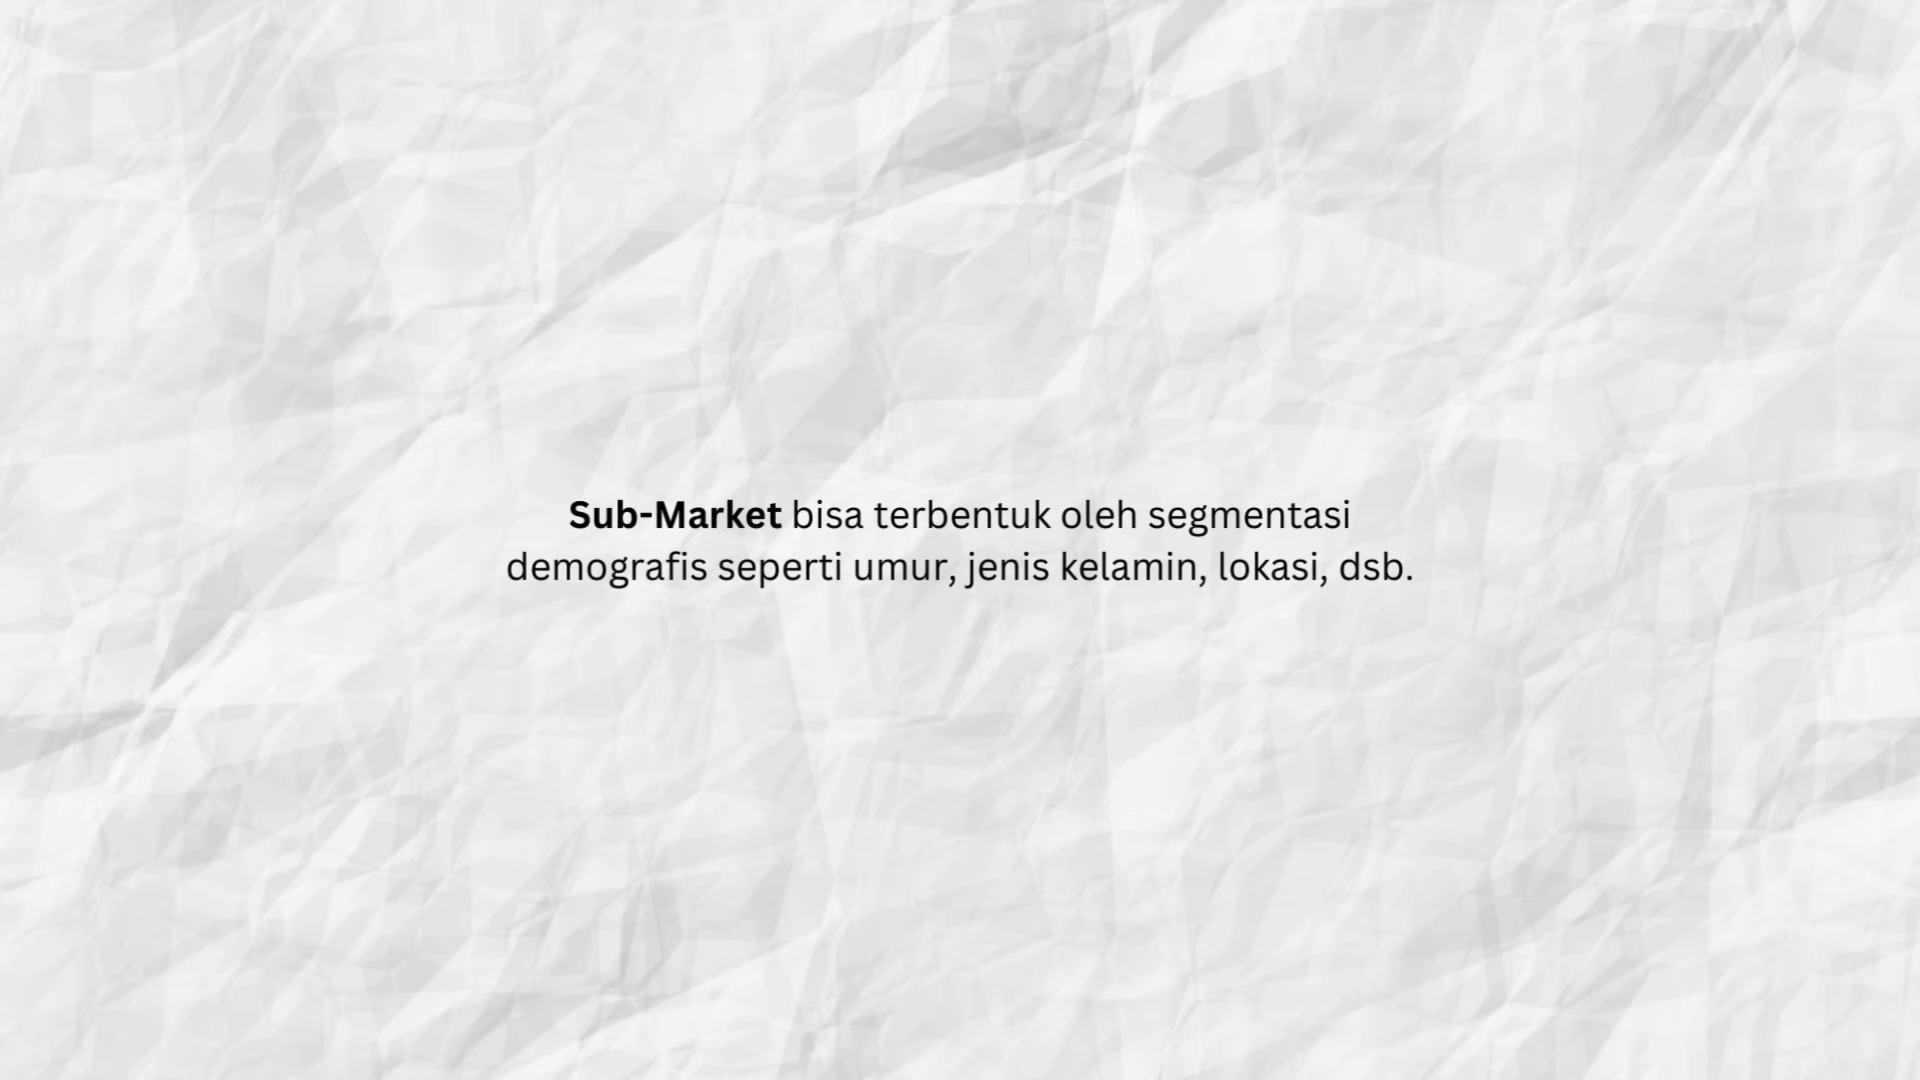 Sub-Market bisa terbentuk oleh segmentasi
demografis seperti umur, jenis kelamin, lokasi, dsb.